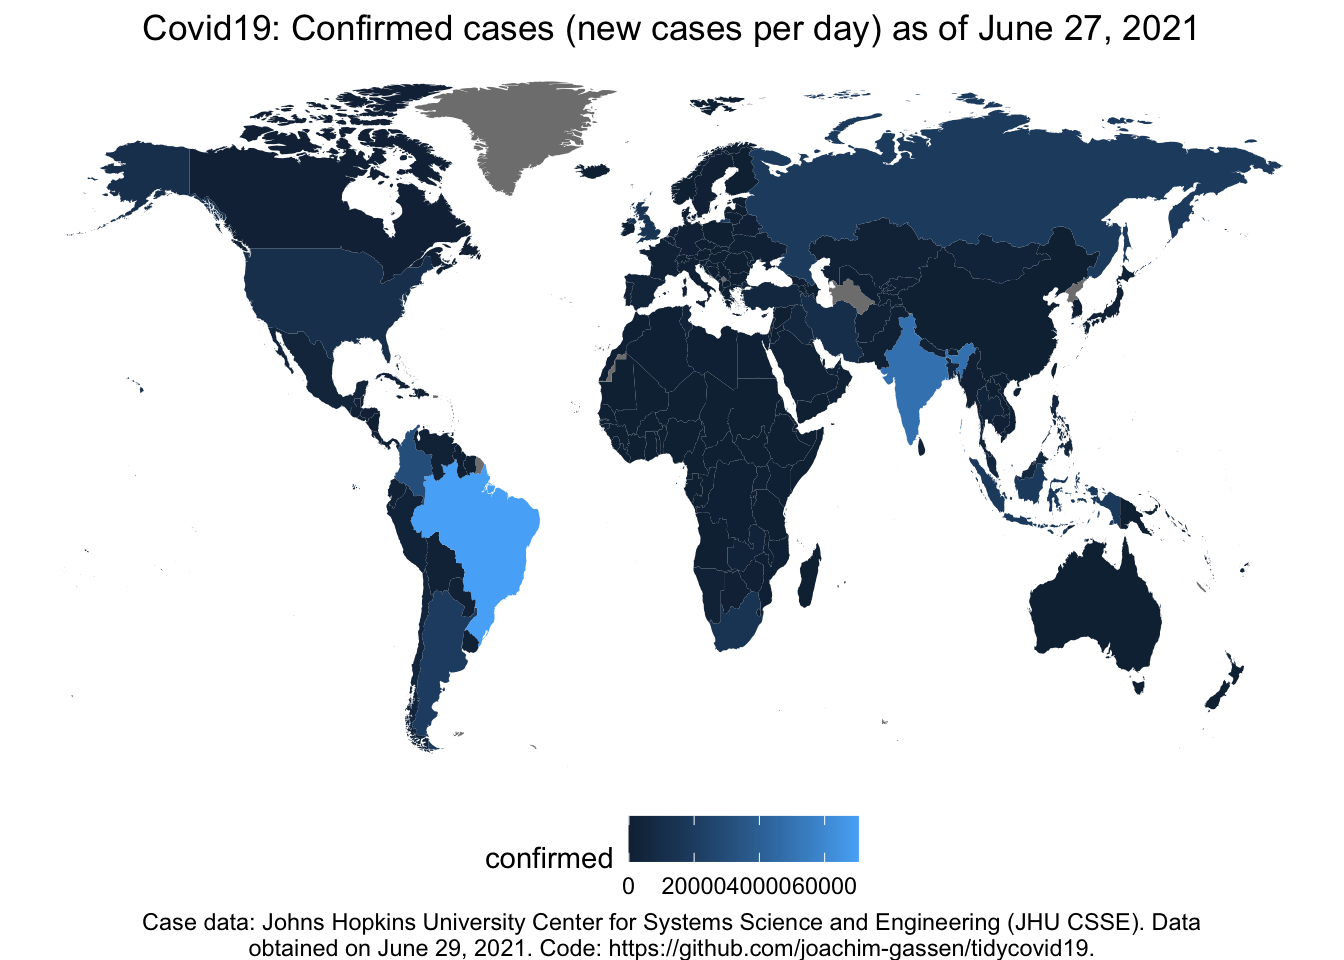 Covid19: Confirmed cases (new cases per day) as of June 27, 2021
confirmed
0 20000 40000 60000
Case data: Johns Hopkins University Center for Systems Science and Engineering (JHU CSSE). Data
obtained on June 29, 2021. Code: https://github.com/joachim-gassen/tidycovid19.